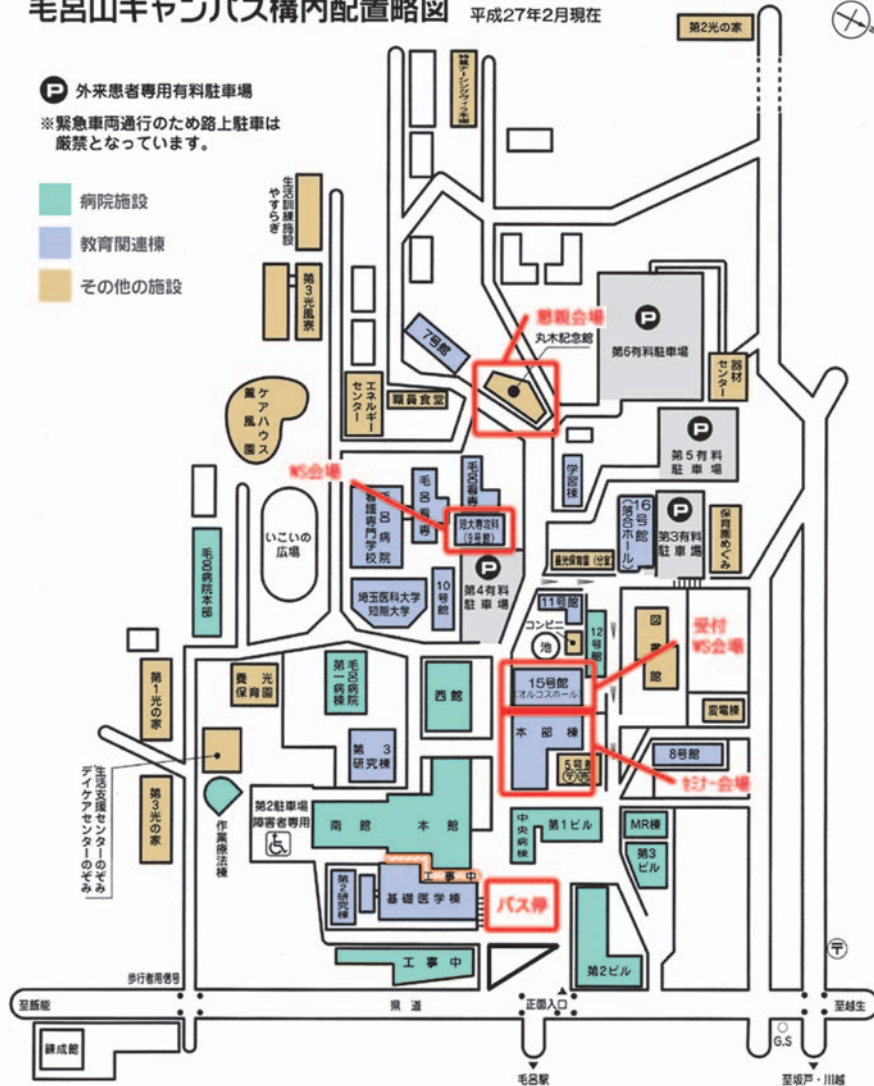 毛呂山キャンパス構内配置略図 平成27年2月現在
第2光の家
P 外来患者専用有料駐車場
※緊急車両通行のため路上駐車は
厳禁となっています。
病院施設
教育関連棟
その他の施設
生活訓練施設
やすらぎ
第3光風寮
7号館
懇親会場
丸木記念館
P
第6有料駐車場
器材
センター
エネルギー
センター
職員食堂
ケアハウス
薫風園
P
第5有料
駐車場
WS会場
毛呂病院
看護専門学校
毛呂看専
毛呂看専
短大専攻科
(9号館)
学習棟
16号館
(落合ホール)
P
第3有料
駐車場
保育園めぐみ
いこいの
広場
毛呂病院本部
P
第4有料
駐車場
養光保育園(分室)
埼玉医科大学
短期大学
10号館
11号館
コンビニ
池
12号館
図書館
受付
WS会場
第1光の家
養光
保育園
毛呂病院
第一病棟
西館
15号館
(オルコスホール)
変電棟
第3
研究棟
本部棟
5号館
8号館
セミナー会場
生活支援センターのぞみ
デイケアセンターのぞみ
第3光の家
作業療法棟
第2駐車場
障害者専用
南館
本館
中央病棟
第1ビル
MR棟
第3
ビル
工事中
第2研究棟
基礎医学棟
バス停
工事中
第2ビル
〒
歩行者用信号
至飯能
県道
正面入口
至越生
錬成館
G.S
毛呂駅
至坂戸・川越